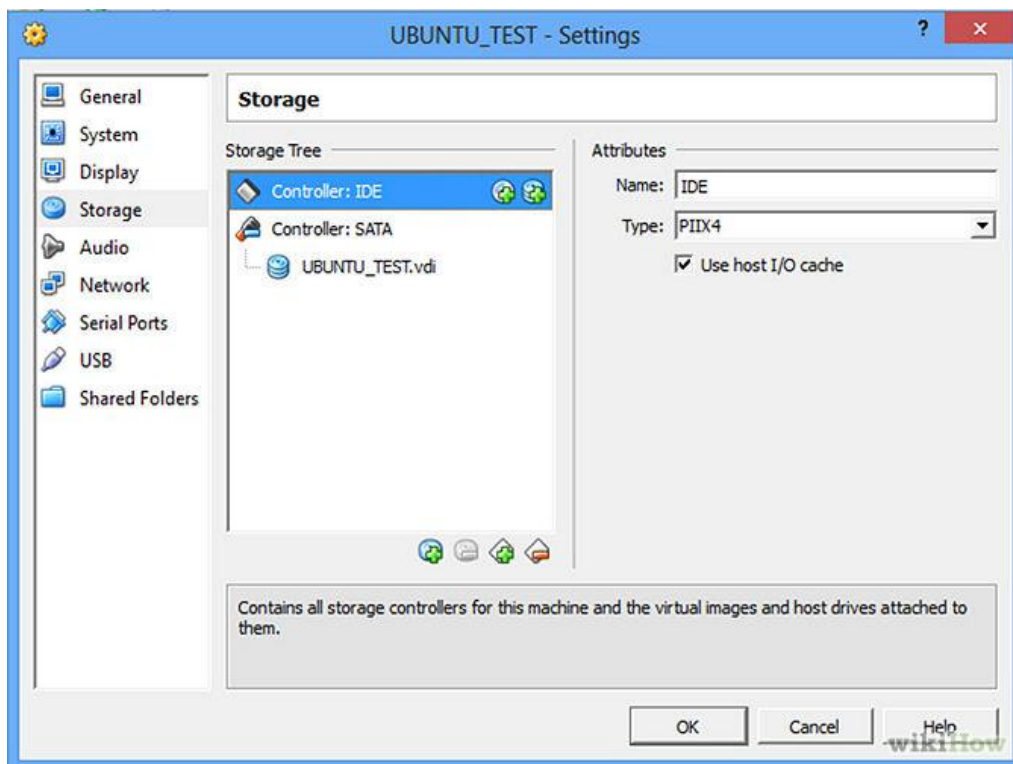 UBUNTU_TEST - Settings
?
General
System
Display
Storage
Audio
Network
Serial Ports
USB
Shared Folders
Storage
Storage Tree
Controller: IDE
Controller: SATA
UBUNTU_TEST.vdi
Attributes
Name: IDE
Type: PIIX4
Use host I/O cache
Contains all storage controllers for this machine and the virtual images and host drives attached to
them.
OK Cancel Help
wikiHow